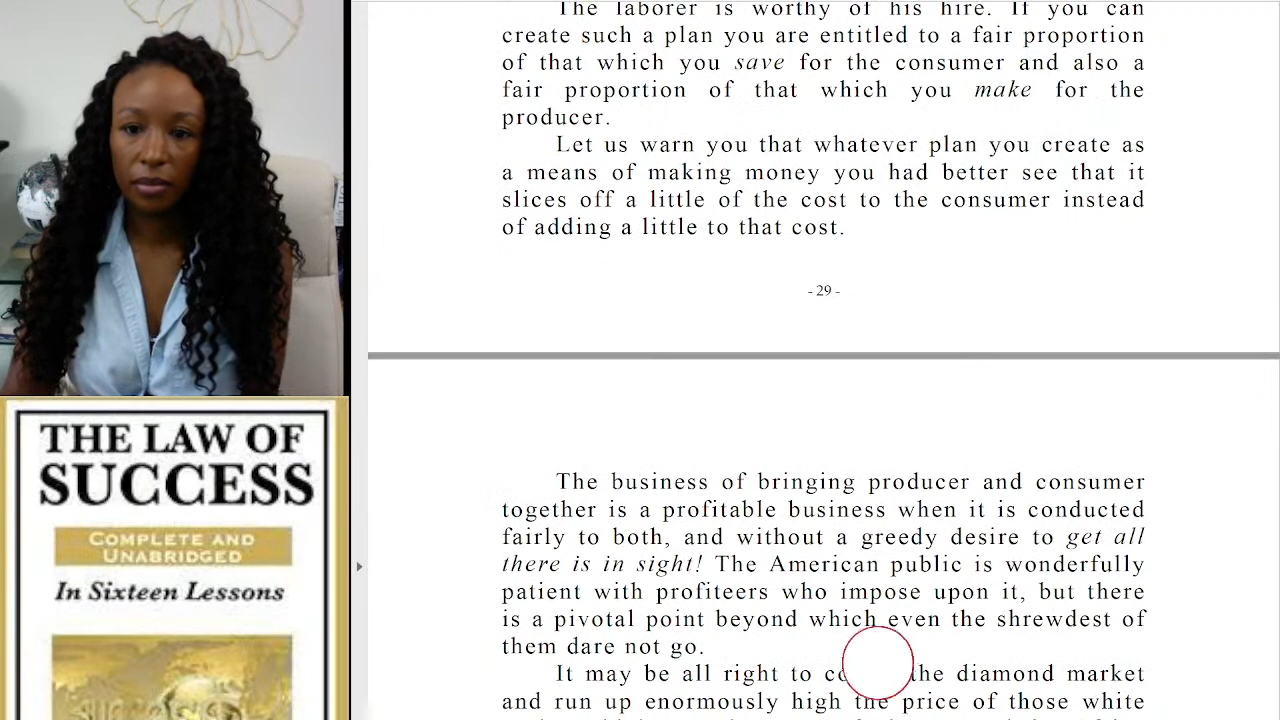 The laborer is worthy of his hire. If you can
create such a plan you are entitled to a fair proportion
of that which you save for the consumer and also a
fair proportion of that which you make for the
producer.
Let us warn you that whatever plan you create as
a means of making money you had better see that it
slices off a little of the cost to the consumer instead
of adding a little to that cost.
- 29 -
The business of bringing producer and consumer
together is a profitable business when it is conducted
fairly to both, and without a greedy desire to get all
there is in sight! The American public is wonderfully
patient with profiteers who impose upon it, but there
is a pivotal point beyond which even the shrewdest of
them dare not go.
It may be all right to the diamond market
and run up enormously high the price of those white
THE LAW OF
SUCCESS
COMPLETE AND
UNABRIDGED
In Sixteen Lessons